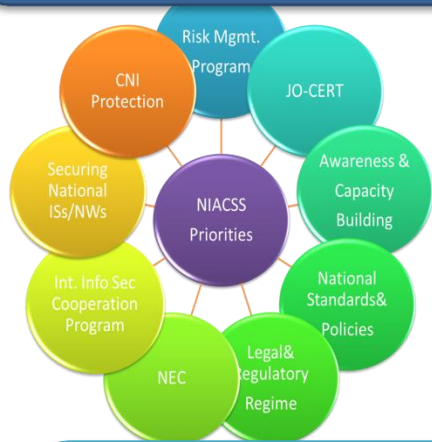 Risk Mgmt.
Program
JO-CERT
Awareness &
Capacity
Building
National
Standards&
Policies
Legal&
Regulatory
Regime
NEC
Int. Info Sec
Cooperation
Program
Securing
National
ISs/NWs
CNI
Protection
NIACSS
Priorities